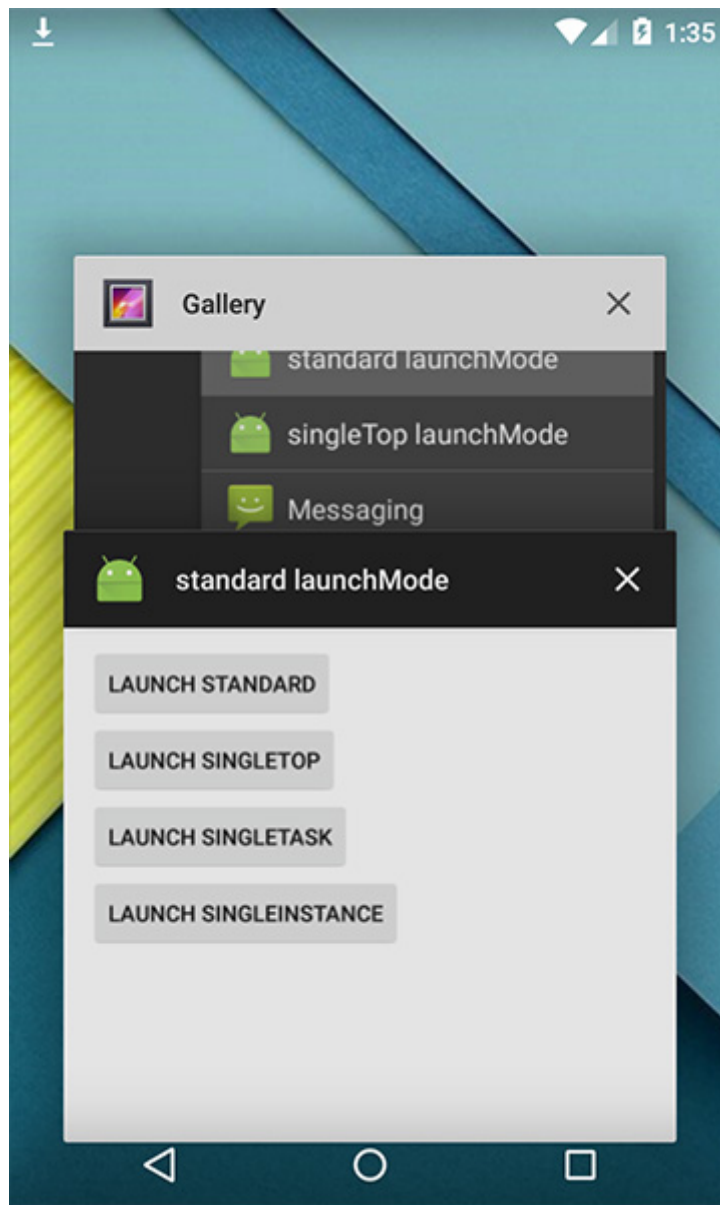 1:35
Gallery
standard launchMode
singleTop launchMode
Messaging
standard launchMode
LAUNCH STANDARD
LAUNCH SINGLETOP
LAUNCH SINGLETASK
LAUNCH SINGLEINSTANCE